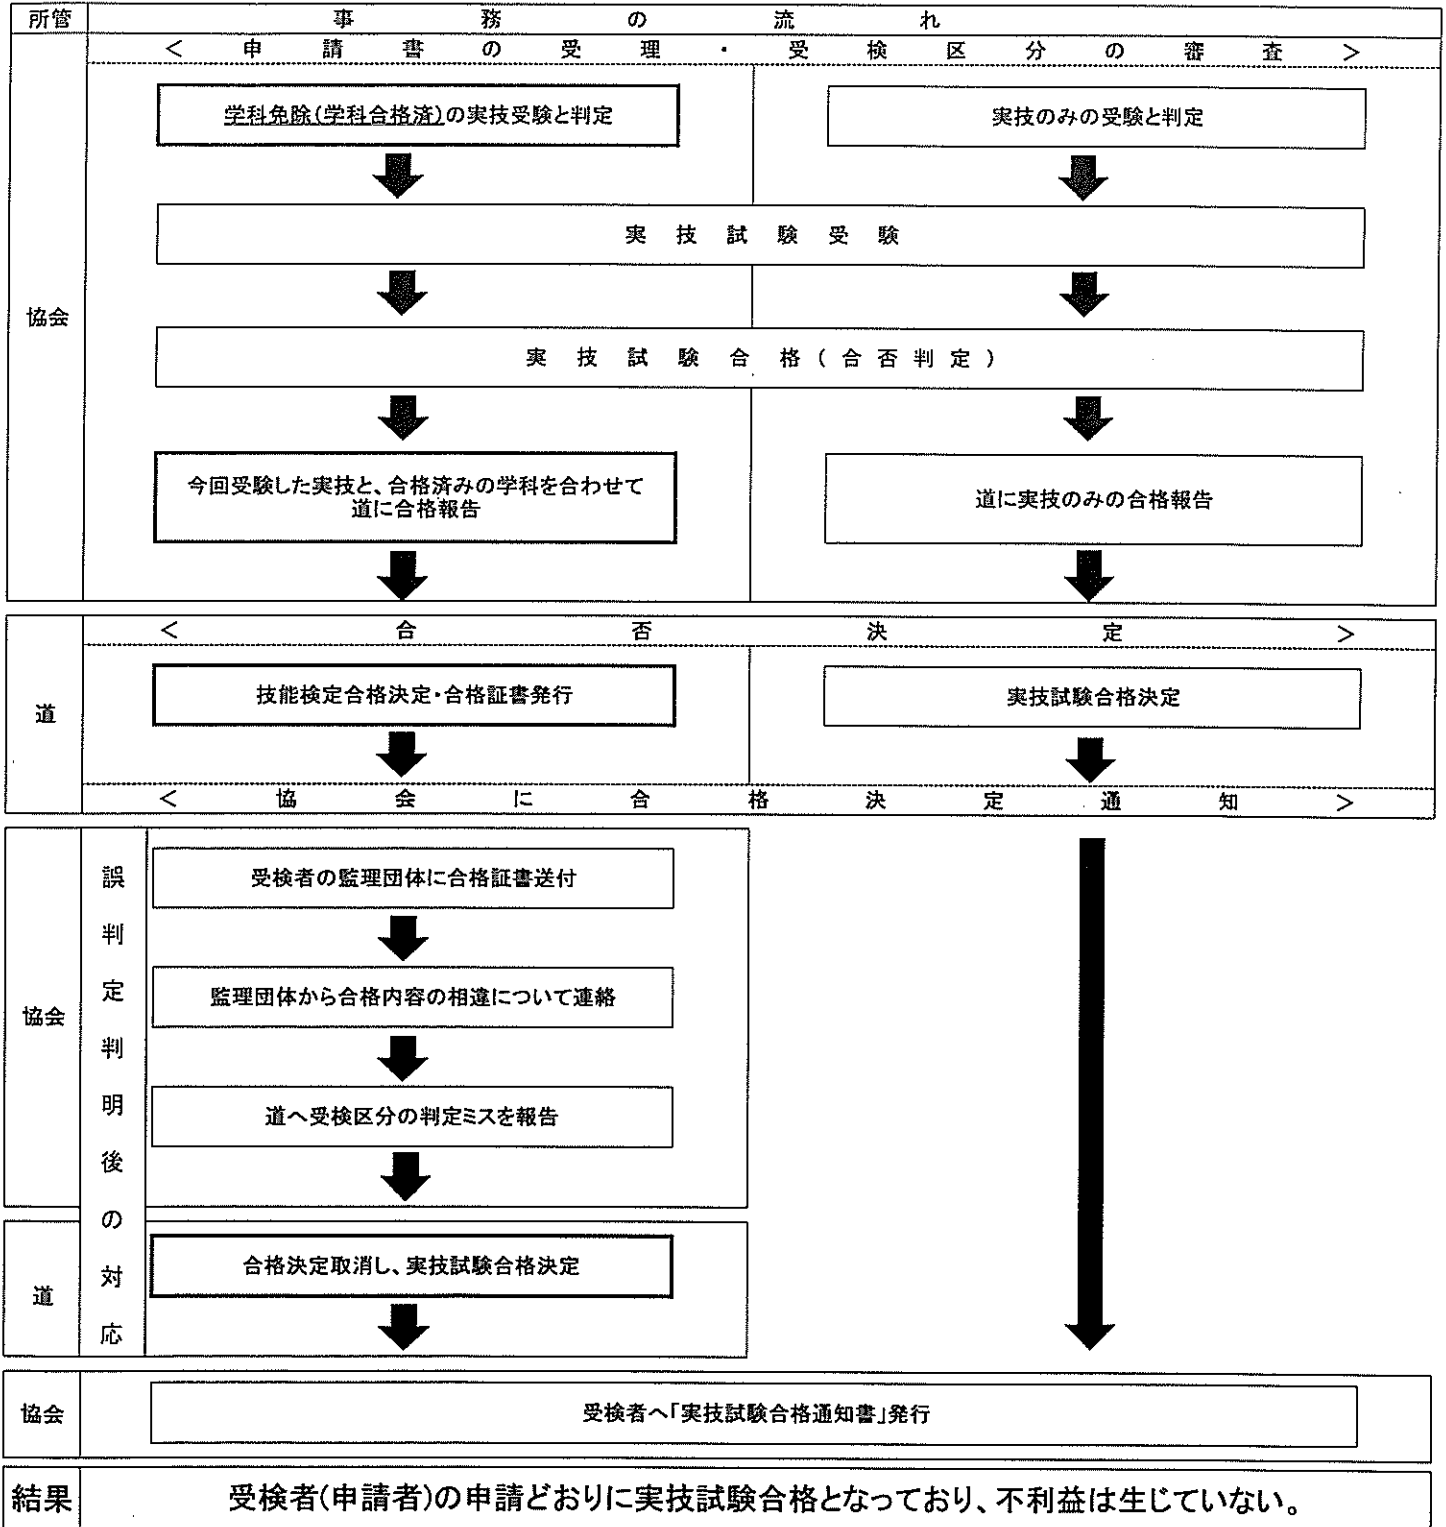 所管
事務の流れ
＜申請書の受理・受検区分の審査＞
協会
学科免除(学科合格済)の実技受験と判定
実技のみの受験と判定
実技試験受験
実技試験合格(合否判定)
今回受験した実技と、合格済みの学科を合わせて
道に合格報告
道に実技のみの合格報告
道
＜合否決定＞
技能検定合格決定・合格証書発行
実技試験合格決定
＜協会に合格決定通知＞
協会
誤判定判明後の対応
受検者の監理団体に合格証書送付
監理団体から合格内容の相違について連絡
道へ受検区分の判定ミスを報告
道
合格決定取消し、実技試験合格決定
協会
受検者へ「実技試験合格通知書」発行
結果
受検者(申請者)の申請どおりに実技試験合格となっており、不利益は生じていない。